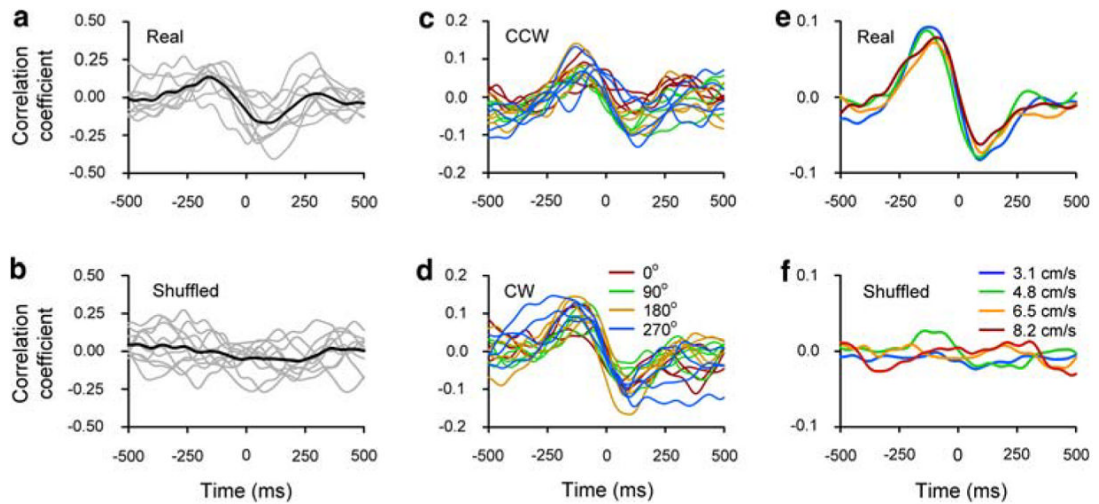 a
Real
Correlation
coefficient
0.50
0.25
0.00
-0.25
-0.50
-500 -250 0 250 500
b
Shuffled
Correlation
coefficient
0.50
0.25
0.00
-0.25
-0.50
-500 -250 0 250 500
Time (ms)
c
CCW
0.2
0.1
0.0
-0.1
-0.2
-500 -250 0 250 500
d
CW
0°
90°
180°
270°
0.2
0.1
0.0
-0.1
-0.2
-500 -250 0 250 500
Time (ms)
e
Real
0.1
0.0
-0.1
-500 -250 0 250 500
f
Shuffled
3.1 cm/s
4.8 cm/s
6.5 cm/s
8.2 cm/s
0.1
0.0
-0.1
-500 -250 0 250 500
Time (ms)